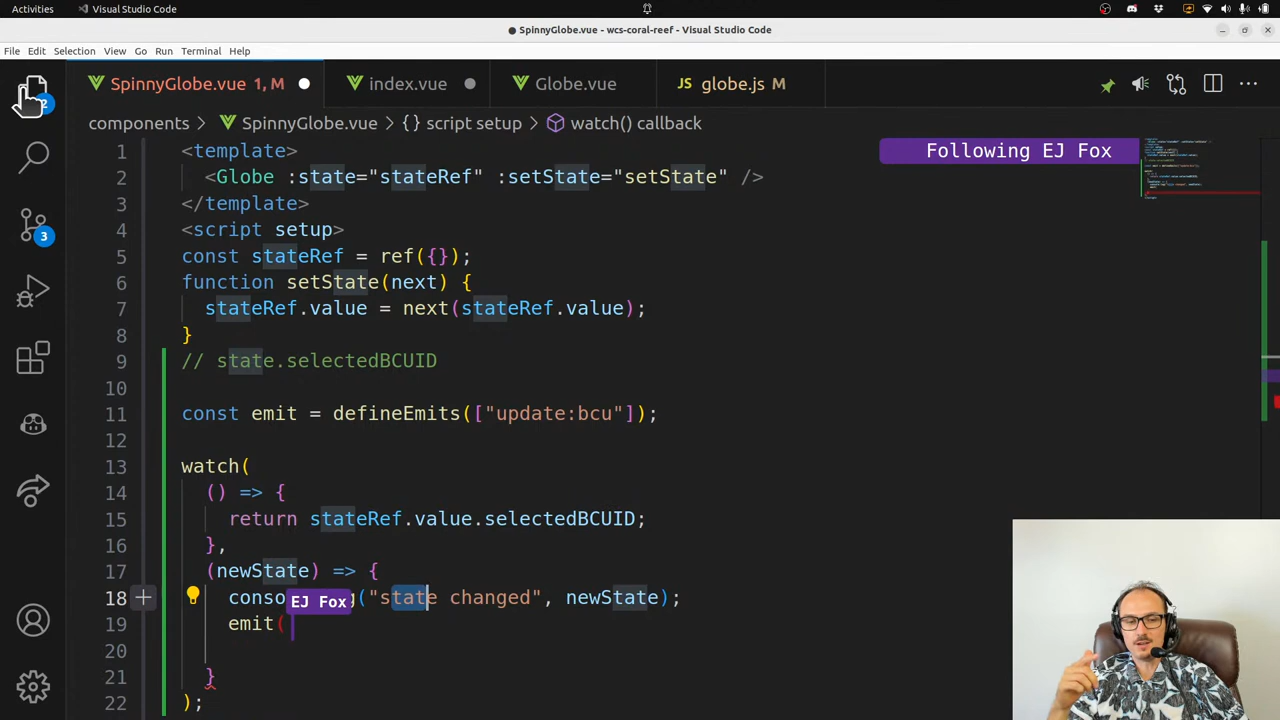 Activities Visual Studio Code
● SpinnyGlobe.vue - wcs-coral-reef - Visual Studio Code
File Edit Selection View Go Run Terminal Help
SpinnyGlobe.vue 1, M index.vue Globe.vue JS globe.js M
components > SpinnyGlobe.vue > {} script setup > watch() callback
Following EJ Fox
1 <template>
2 <Globe :state="stateRef" :setState="setState" />
3 </template>
4 <script setup>
5 const stateRef = ref({});
6 function setState(next) {
7 stateRef.value = next(stateRef.value);
8 }
9 // state.selectedBCUID
10
11 const emit = defineEmits(["update:bcu"]);
12
13 watch(
14 () => {
15 return stateRef.value.selectedBCUID;
16 },
17 (newState) => {
18 conso g("state changed", newState);
EJ Fox
19 emit(
20
21 }
22 );
2
3